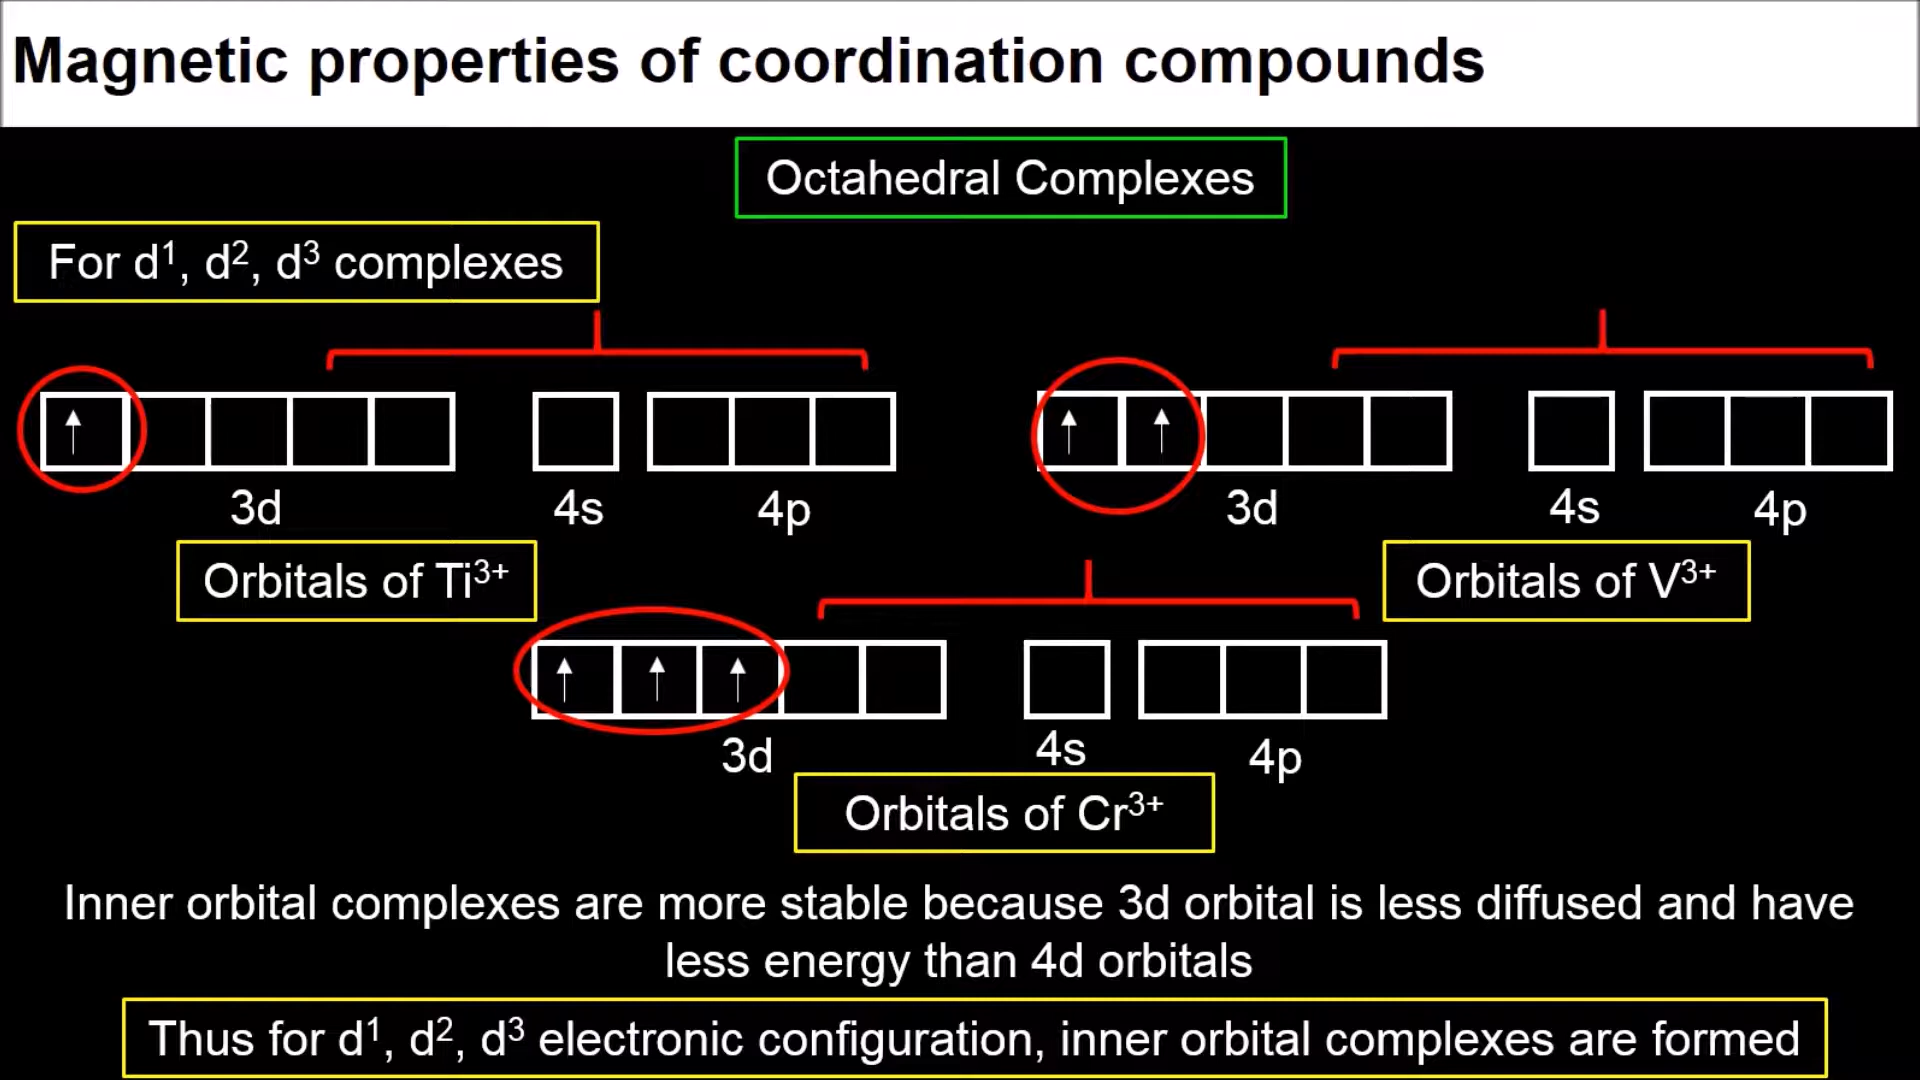 Magnetic properties of coordination compounds
Octahedral Complexes
For d¹, d², d³ complexes
3d 4s 4p
3d 4s 4p
Orbitals of Ti³⁺
Orbitals of V³⁺
3d 4s 4p
Orbitals of Cr³⁺
Inner orbital complexes are more stable because 3d orbital is less diffused and have
less energy than 4d orbitals
Thus for d¹, d², d³ electronic configuration, inner orbital complexes are formed